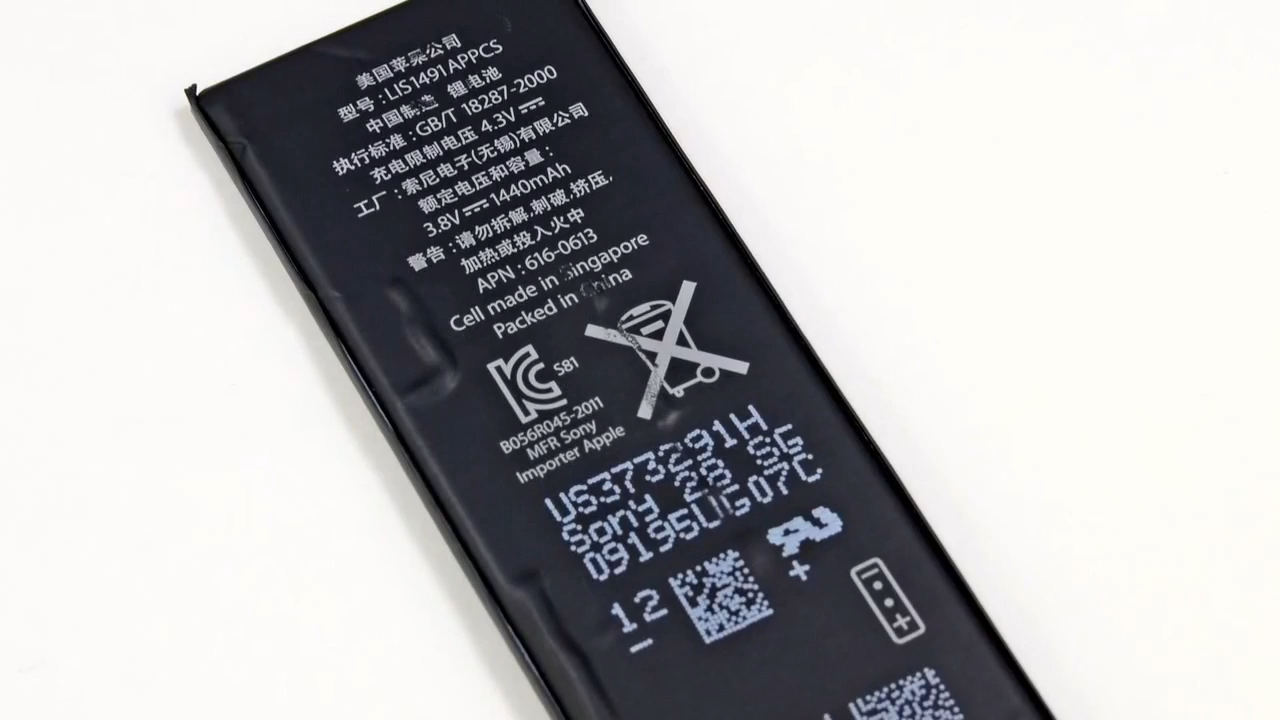 美国苹果公司
型号 : LIS1491APPCS
中国制造 锂电池
执行标准 : GB/T 18287-2000
充电限制电压 4.3V
工厂 : 索尼电子(无锡)有限公司
额定电压和容量 :
3.8V 1440mAh
警告 : 请勿拆解,刺破,挤压,
加热或投入火中
APN : 616-0613
Cell made in Singapore
Packed in China
S81
B056R045-2011
MFR Sony
Importer Apple
US373291H
Sony 28 SG
09195UG07C
12